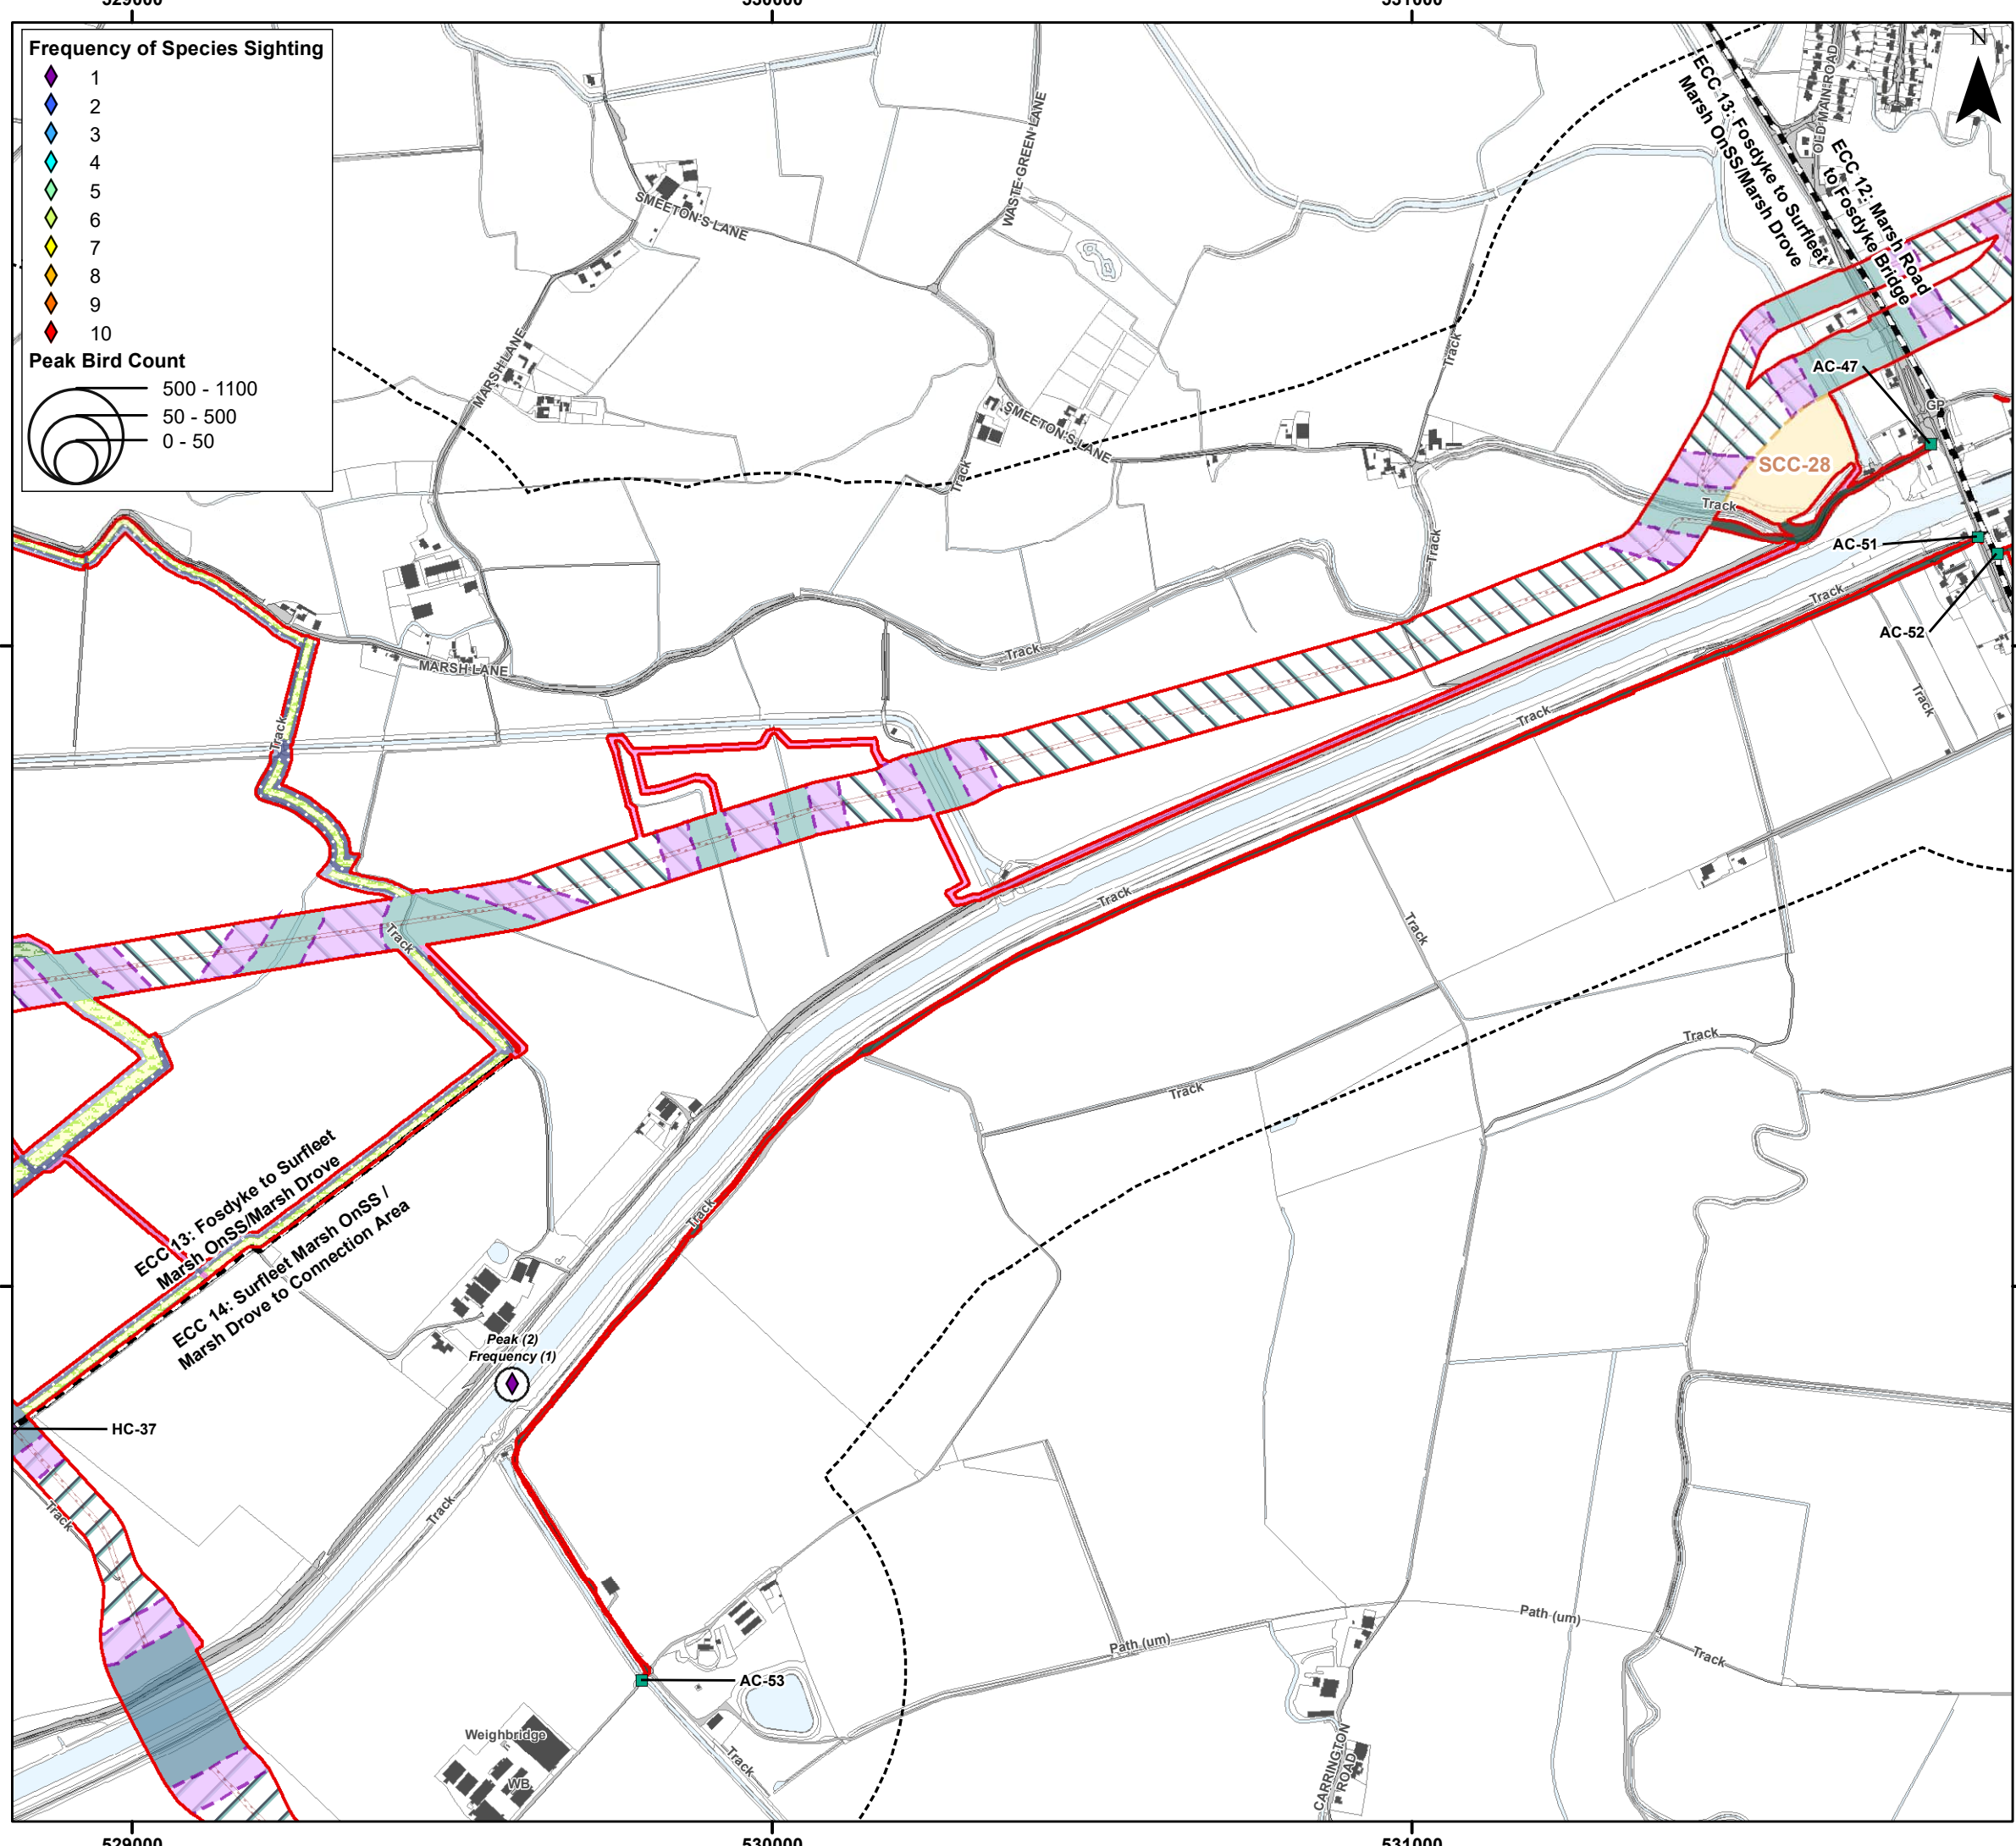 529000
530000
531000
Frequency of Species Sighting
1
2
3
4
5
6
7
8
9
10
Peak Bird Count
500 - 1100
50 - 500
0 - 50
N
OLD MAIN ROAD
ECC 13: Fosdyke to Surfleet
Marsh OnSS/Marsh Drove
ECC 12: Marsh Road
to Fosdyke Bridge
WASTE GREEN LANE
SMEETON'S LANE
MARSH LANE
Track
AC-47
GP
SMEETON'S LANE
Track
SCC-28
Track
Track
AC-51
Track
AC-52
MARSH LANE
Track
Track
Track
Track
Track
Track
Track
Track
Track
Track
ECC 13: Fosdyke to Surfleet
Marsh OnSS/Marsh Drove
ECC 14: Surfleet Marsh OnSS /
Marsh Drove to Connection Area
Track
Peak (2)
Frequency (1)
HC-37
Track
Track
Path (um)
Path (um)
Track
AC-53
Weighbridge
WB
Track
CARRINGTON
ROAD
529000
530000
531000